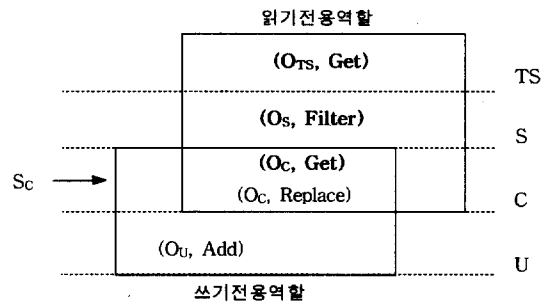 읽기전용역할
(OTS, Get)
TS
(OS, Filter)
S
(OC, Get)
SC
(OC, Replace)
C
(OU, Add)
U
쓰기전용역할